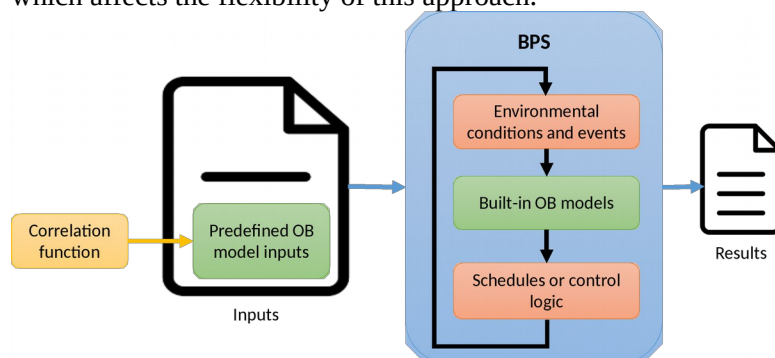 which affects the flexibility of this approach.
BPS
Environmental
conditions and events
Built-in OB models
Schedules or control
logic
Correlation
function
Predefined OB
model inputs
Inputs
Results